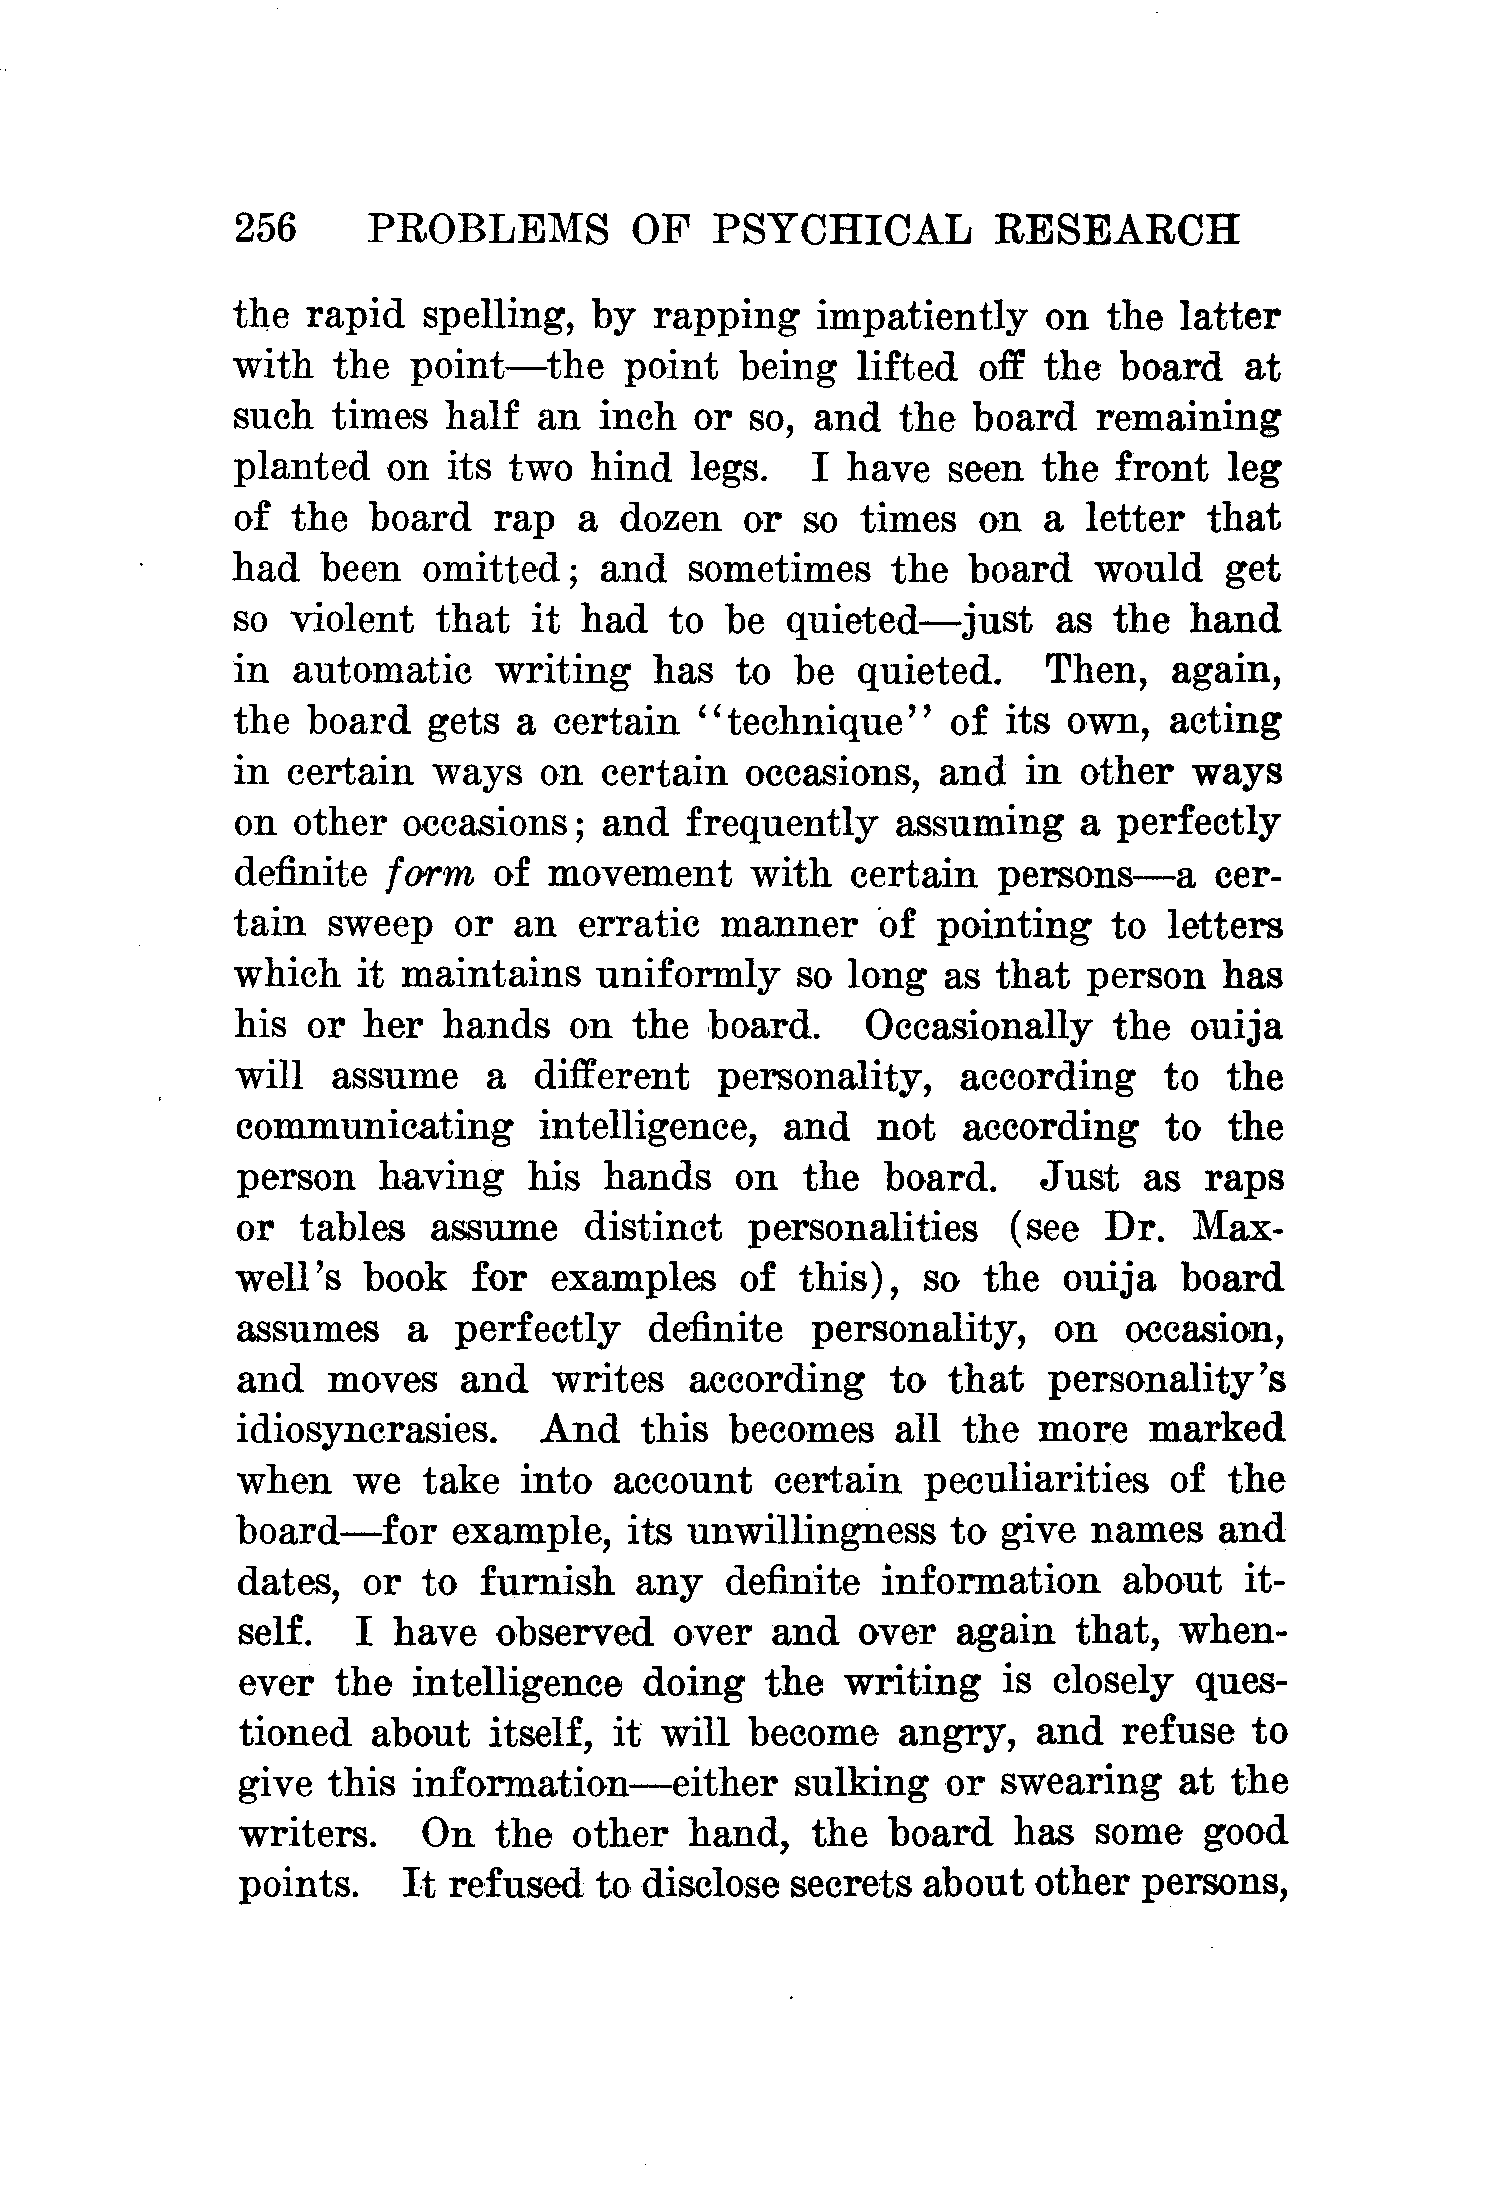 256 PROBLEMS OF PSYCHICAL RESEARCH
the rapid spelling, by rapping impatiently on the latter
with the point—the point being lifted off the board at
such times half an inch or so, and the board remaining
planted on its two hind legs. I have seen the front leg
of the board rap a dozen or so times on a letter that
had been omitted; and sometimes the board would get
so violent that it had to be quieted—just as the hand
in automatic writing has to be quieted. Then, again,
the board gets a certain "technique" of its own, acting
in certain ways on certain occasions, and in other ways
on other occasions; and frequently assuming a perfectly
definite form of movement with certain persons—a cer-
tain sweep or an erratic manner of pointing to letters
which it maintains uniformly so long as that person has
his or her hands on the board. Occasionally the ouija
will assume a different personality, according to the
communicating intelligence, and not according to the
person having his hands on the board. Just as raps
or tables assume distinct personalities (see Dr. Max-
well's book for examples of this), so the ouija board
assumes a perfectly definite personality, on occasion,
and moves and writes according to that personality's
idiosyncrasies. And this becomes all the more marked
when we take into account certain peculiarities of the
board—for example, its unwillingness to give names and
dates, or to furnish any definite information about it-
self. I have observed over and over again that, when-
ever the intelligence doing the writing is closely ques-
tioned about itself, it will become angry, and refuse to
give this information—either sulking or swearing at the
writers. On the other hand, the board has some good
points. It refused to disclose secrets about other persons,